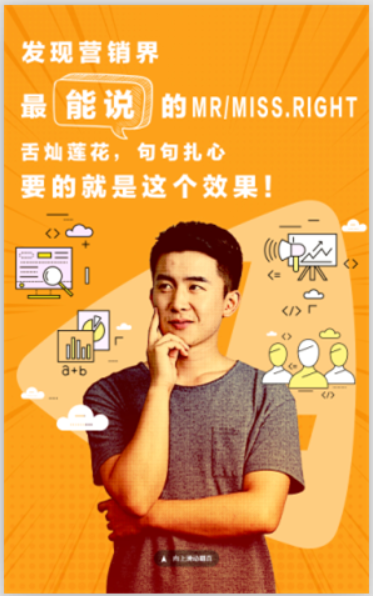 发现营销界
最能说的MR/MISS.RIGHT
舌灿莲花，句句扎心
要的就是这个效果！
</>
<=
</>
a+b
<>
<=
</>